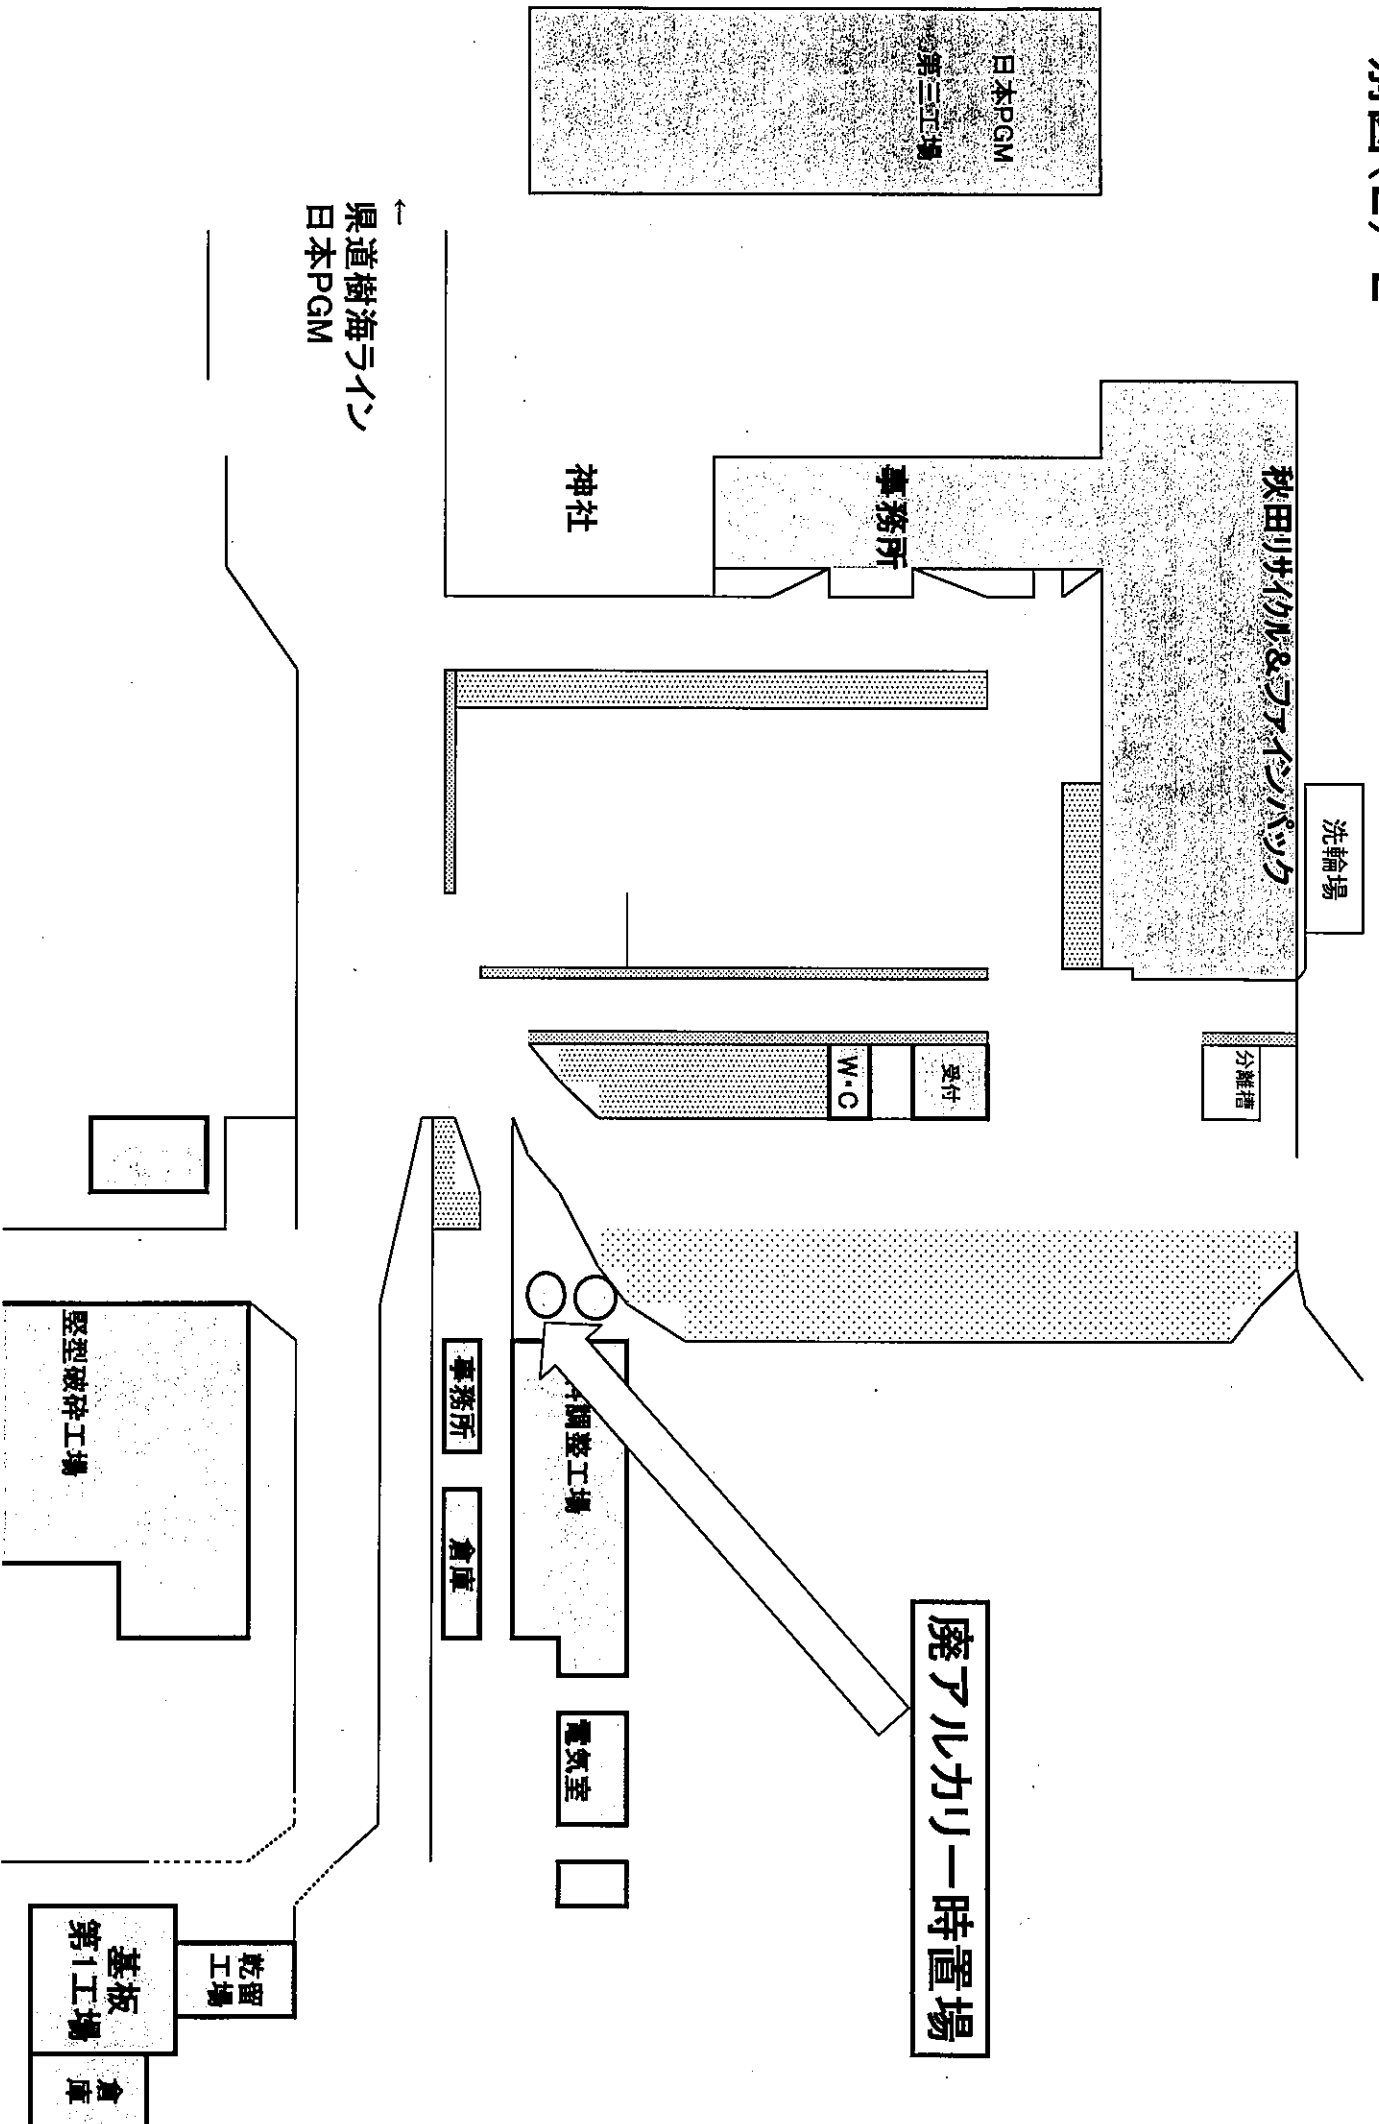 日本PGM
第三工場
←
県道樹海ライン
日本PGM
神社
事務所
秋田リサイクル&ファインパック
洗輪場
分離槽
受付
W・C
廃アルカリ一時置場
調整工場
事務所
倉庫
電気室
竪型破砕工場
乾留
工場
基板
第1工場
倉庫